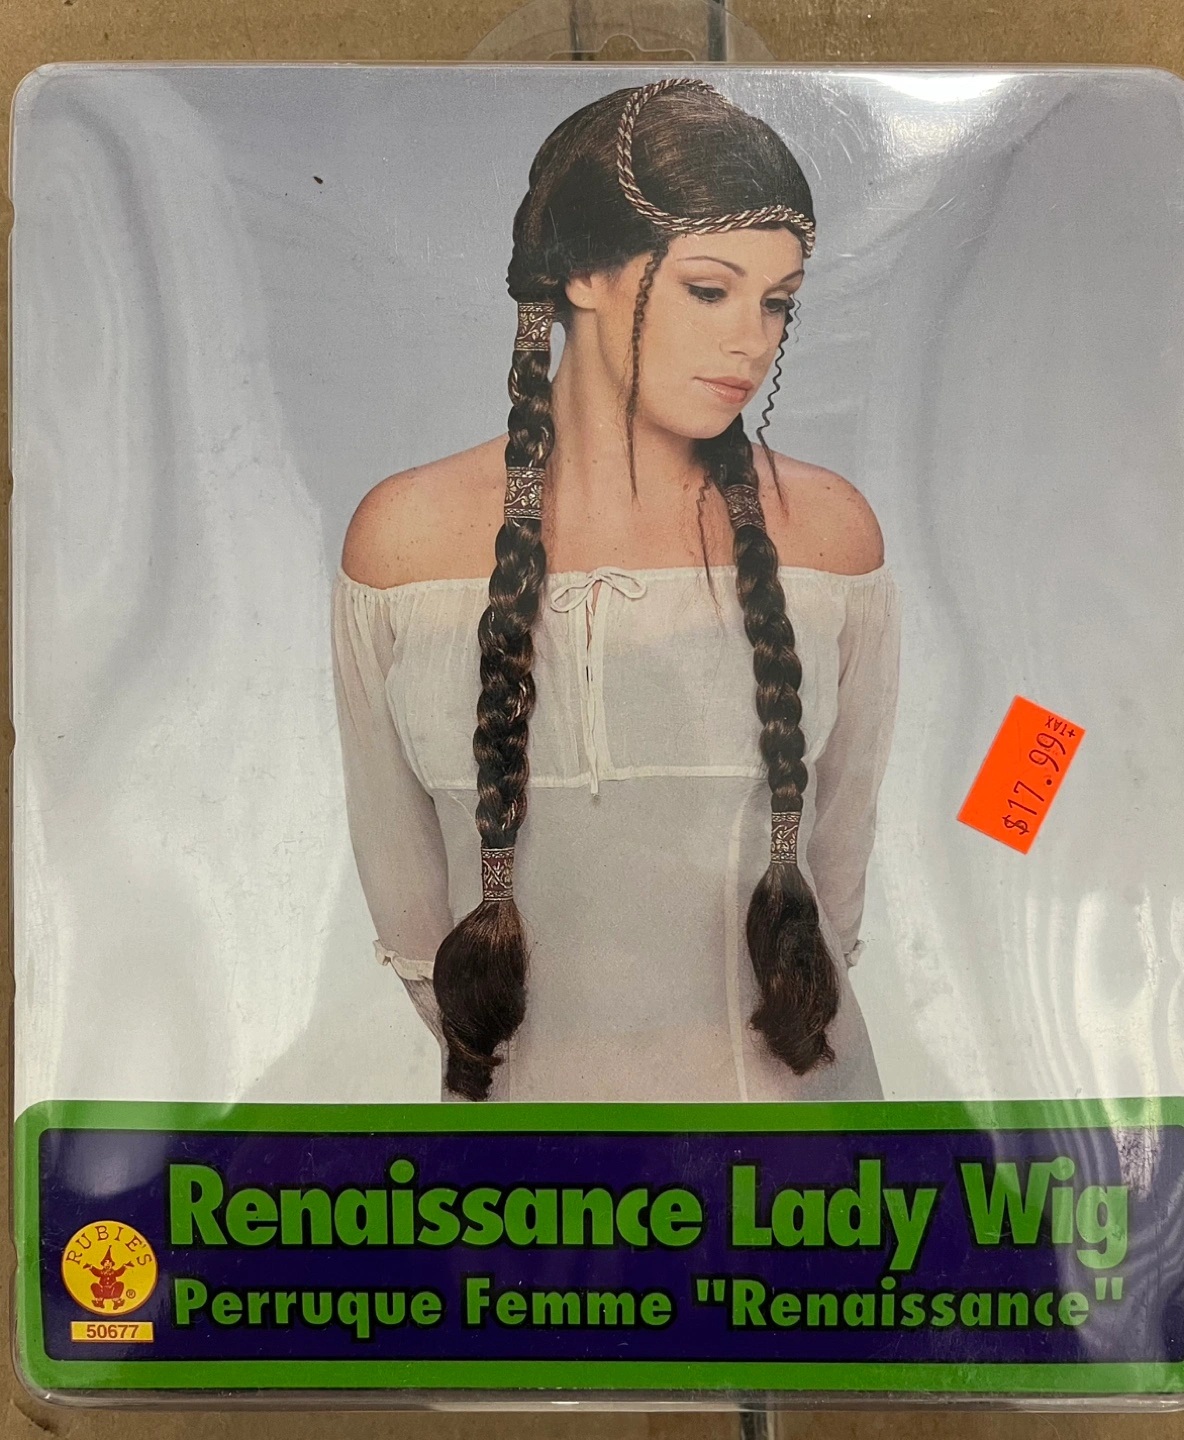 $17.99 +TAX
Renaissance Lady Wig
RUBIE'S
®
Perruque Femme "Renaissance"
50677